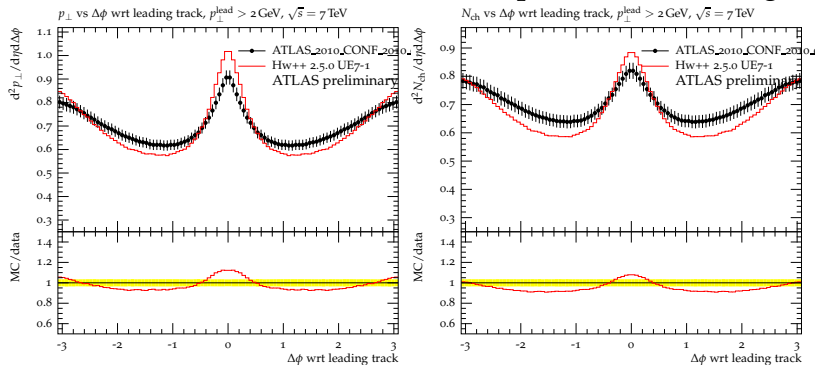 p⊥ vs Δϕ wrt leading track, p⊥^lead > 2 GeV, √s = 7 TeV
d²p⊥/dηdΔϕ
1.1
1.0
0.9
0.8
0.7
0.6
0.5
0.4
0.3
ATLAS_2010_CONF_2010_
Hw++ 2.5.0 UE7-1
ATLAS preliminary
MC/data
1.4
1.2
1
0.8
0.6
-3 -2 -1 0 1 2 3
Δϕ wrt leading track
N_ch vs Δϕ wrt leading track, p⊥^lead > 2 GeV, √s = 7 TeV
d²N_ch/dηdΔϕ
0.9
0.8
0.7
0.6
0.5
0.4
0.3
ATLAS_2010_CONF_2010_
Hw++ 2.5.0 UE7-1
ATLAS preliminary
MC/data
1.4
1.2
1
0.8
0.6
-3 -2 -1 0 1 2 3
Δϕ wrt leading track